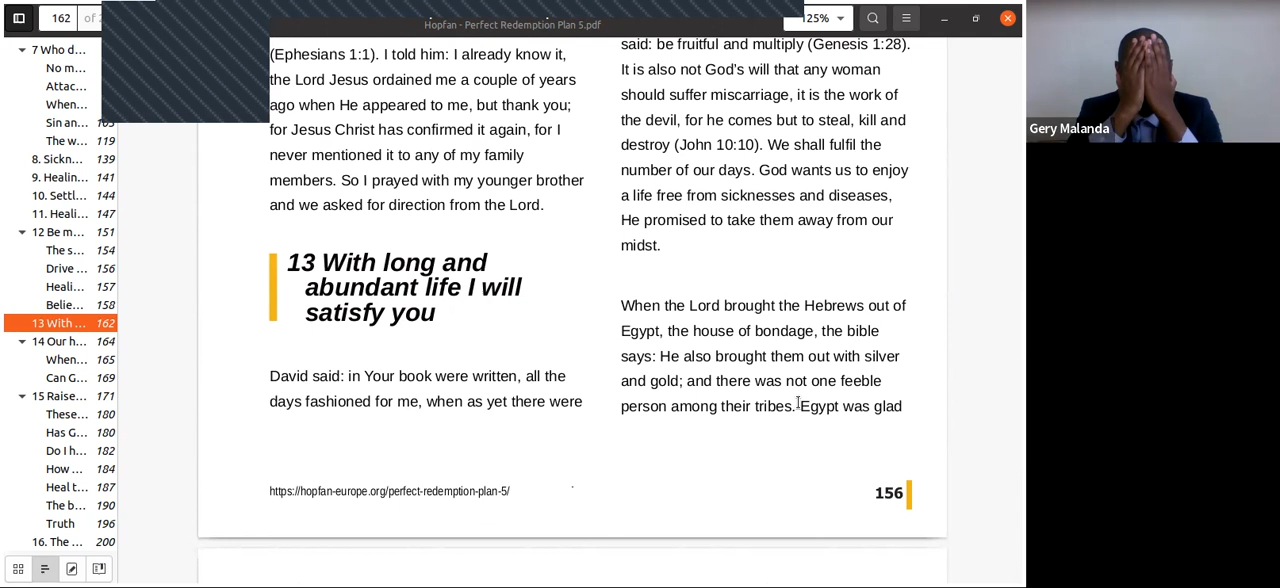 162
of
Hopfan - Perfect Redemption Plan 5.pdf
125%
7 Who d...
No m...
Attac...
When...
Sin an...
The w... 119
8. Sickn... 139
9. Healin... 141
10. Settl... 144
11. Heali... 147
12 Be m... 151
The s... 154
Drive ... 156
Heali... 157
Belie... 158
13 With ... 162
14 Our h... 164
When... 165
Can G... 169
15 Raise... 171
These... 180
Has G... 180
Do I h... 182
How ... 184
Heal t... 187
The b... 190
Truth 196
16. The ... 200
(Ephesians 1:1). I told him: I already know it,
the Lord Jesus ordained me a couple of years
ago when He appeared to me, but thank you;
for Jesus Christ has confirmed it again, for I
never mentioned it to any of my family
members. So I prayed with my younger brother
and we asked for direction from the Lord.
13 With long and
abundant life I will
satisfy you
David said: in Your book were written, all the
days fashioned for me, when as yet there were
said: be fruitful and multiply (Genesis 1:28).
It is also not God's will that any woman
should suffer miscarriage, it is the work of
the devil, for he comes but to steal, kill and
destroy (John 10:10). We shall fulfil the
number of our days. God wants us to enjoy
a life free from sicknesses and diseases,
He promised to take them away from our
midst.
When the Lord brought the Hebrews out of
Egypt, the house of bondage, the bible
says: He also brought them out with silver
and gold; and there was not one feeble
person among their tribes. Egypt was glad
https://hopfan-europe.org/perfect-redemption-plan-5/
156
Gery Malanda